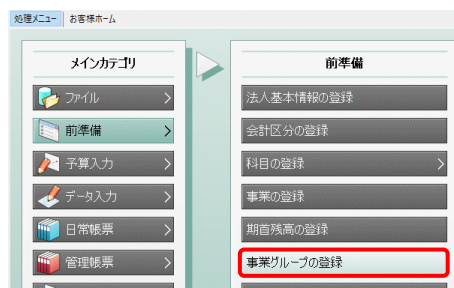 処理メニュー お客様ホーム
メインカテゴリ
ファイル
前準備
予算入力
データ入力
日常帳票
管理帳票
前準備
法人基本情報の登録
会計区分の登録
科目の登録
事業の登録
期首残高の登録
事業グループの登録